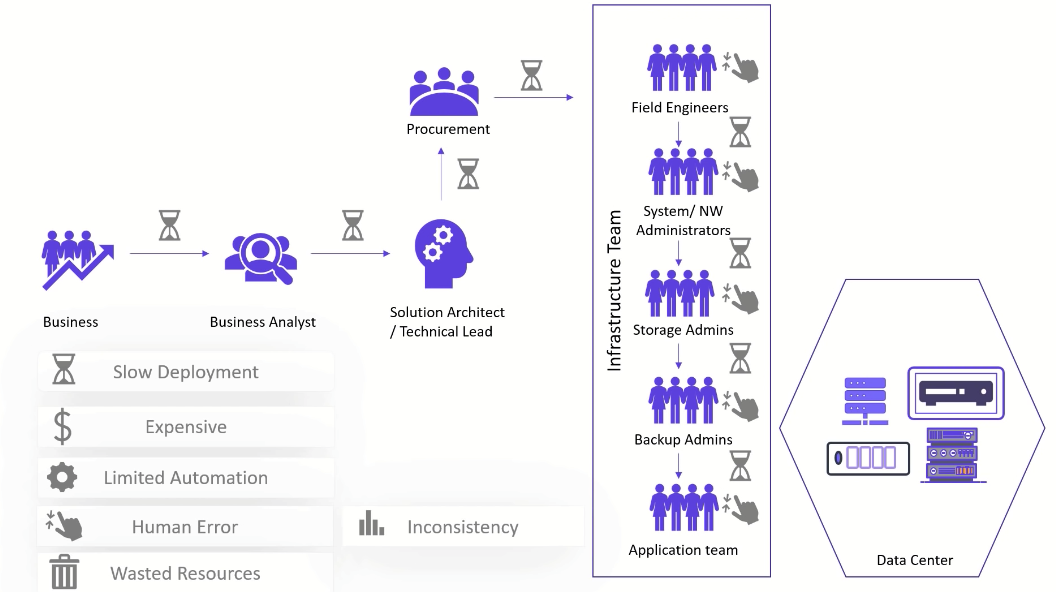 Procurement
Business
Business Analyst
Solution Architect
/ Technical Lead
Infrastructure Team
Field Engineers
System/ NW
Administrators
Storage Admins
Backup Admins
Application team
Data Center
Slow Deployment
$
Expensive
Limited Automation
Human Error
Inconsistency
Wasted Resources